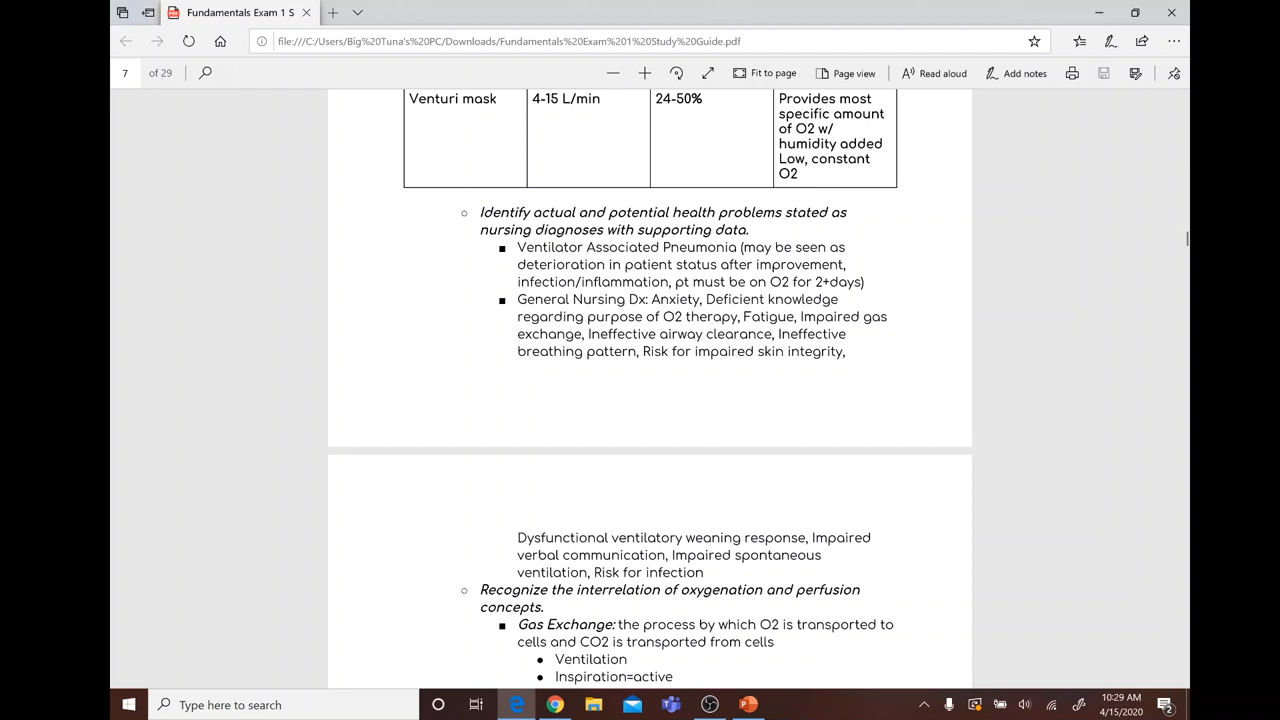 Fundamentals Exam 1 S
file:///C:/Users/Big%20Tuna's%20PC/Downloads/Fundamentals%20Exam%201%20Study%20Guide.pdf
7 of 29 Fit to page Page view Read aloud Add notes
Venturi mask 4-15 L/min 24-50% Provides most
specific amount
of O2 w/
humidity added
Low, constant
O2
○ Identify actual and potential health problems stated as
nursing diagnoses with supporting data.
■ Ventilator Associated Pneumonia (may be seen as
deterioration in patient status after improvement,
infection/inflammation, pt must be on O2 for 2+days)
■ General Nursing Dx: Anxiety, Deficient knowledge
regarding purpose of O2 therapy, Fatigue, Impaired gas
exchange, Ineffective airway clearance, Ineffective
breathing pattern, Risk for impaired skin integrity,
Dysfunctional ventilatory weaning response, Impaired
verbal communication, Impaired spontaneous
ventilation, Risk for infection
○ Recognize the interrelation of oxygenation and perfusion
concepts.
■ Gas Exchange: the process by which O2 is transported to
cells and CO2 is transported from cells
● Ventilation
● Inspiration=active
Type here to search
10:29 AM
4/15/2020
2